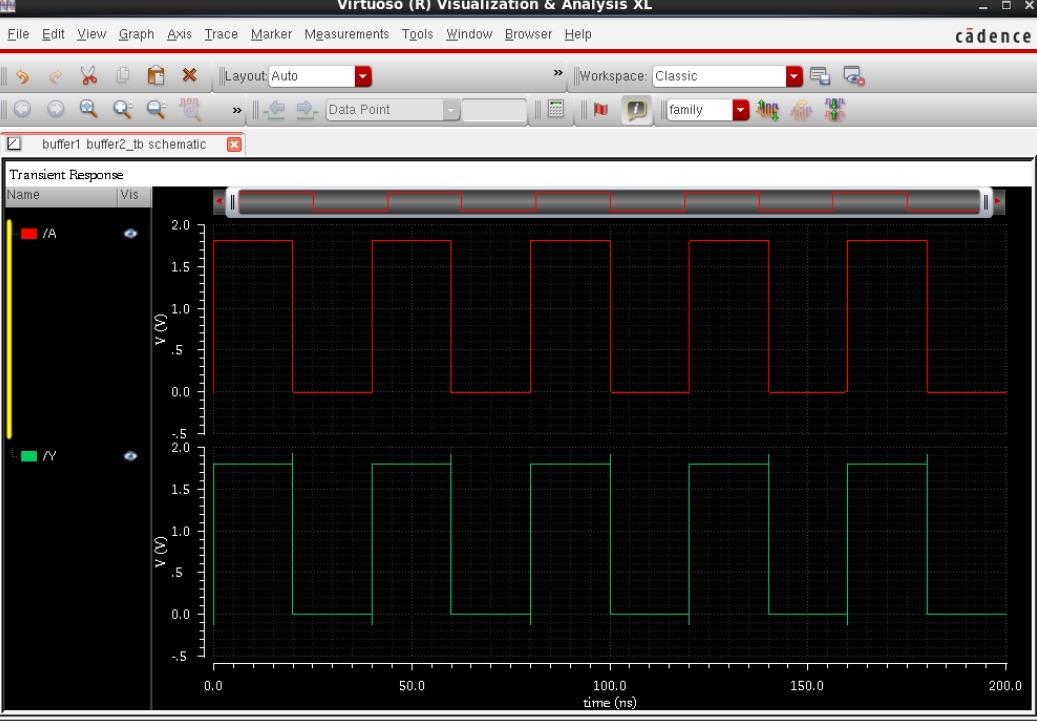 Virtuoso (R) Visualization & Analysis XL
File Edit View Graph Axis Trace Marker Measurements Tools Window Browser Help cādence
Layout: Auto » Workspace: Classic
» Data Point family
buffer1 buffer2_tb schematic
Transient Response
Name Vis
/A
2.0
1.5
1.0
.5
0.0
-.5
V (V)
/Y
2.0
1.5
1.0
.5
0.0
-.5
V (V)
0.0 50.0 100.0 150.0 200.0
time (ns)